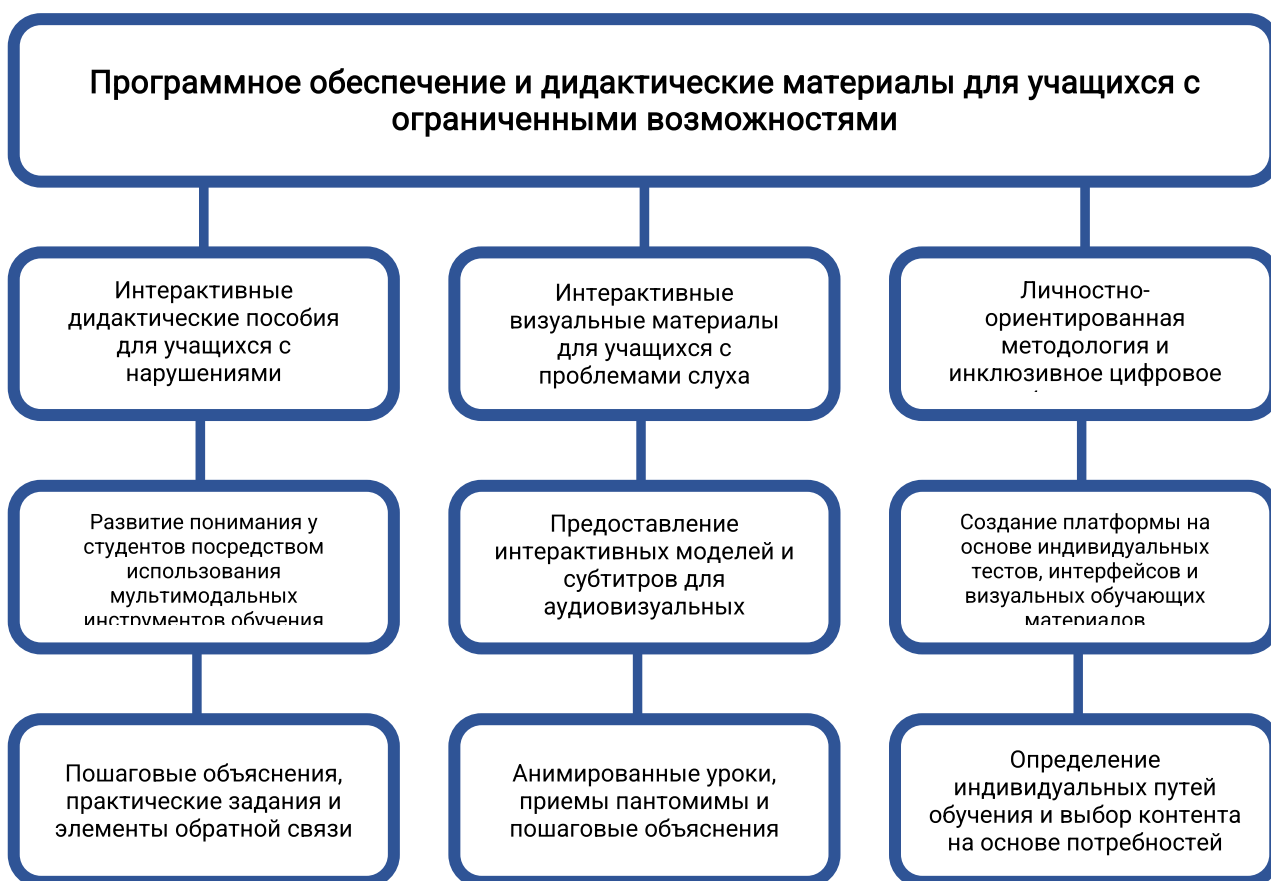 Программное обеспечение и дидактические материалы для учащихся с
ограниченными возможностями
Интерактивные
дидактические пособия
для учащихся с
нарушениями
Интерактивные
визуальные материалы
для учащихся с
проблемами слуха
Личностно-
ориентированная
методология и
инклюзивное цифровое
Развитие понимания у
студентов посредством
использования
мультимодальных
инструментов обучения
Предоставление
интерактивных моделей и
субтитров для
аудиовизуальных
Создание платформы на
основе индивидуальных
тестов, интерфейсов и
визуальных обучающих
материалов
Пошаговые объяснения,
практические задания и
элементы обратной связи
Анимированные уроки,
приемы пантомимы и
пошаговые объяснения
Определение
индивидуальных путей
обучения и выбор контента
на основе потребностей